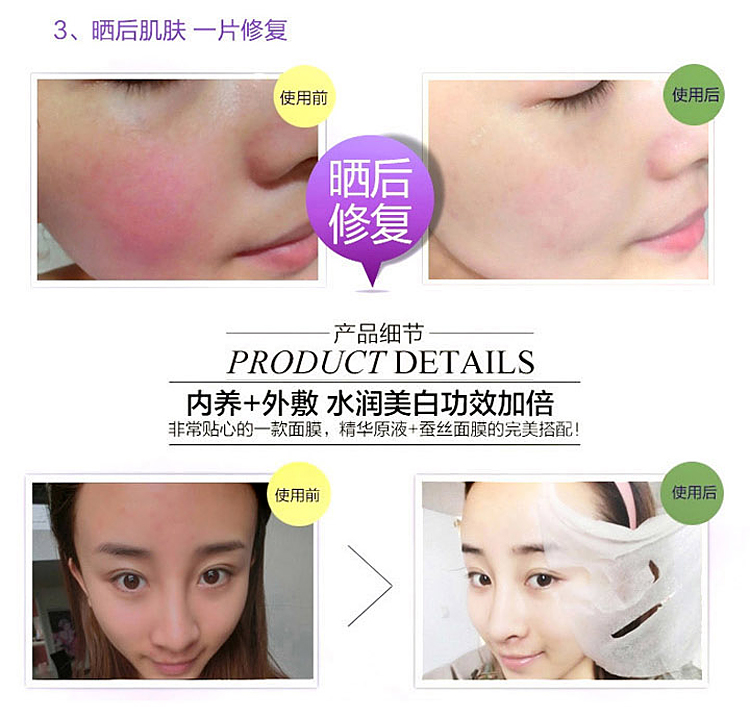 3、晒后肌肤 一片修复
使用前
使用后
晒后
修复
产品细节
PRODUCT DETAILS
内养+外敷 水润美白功效加倍
非常贴心的一款面膜，精华原液+蚕丝面膜的完美搭配！
使用前
使用后